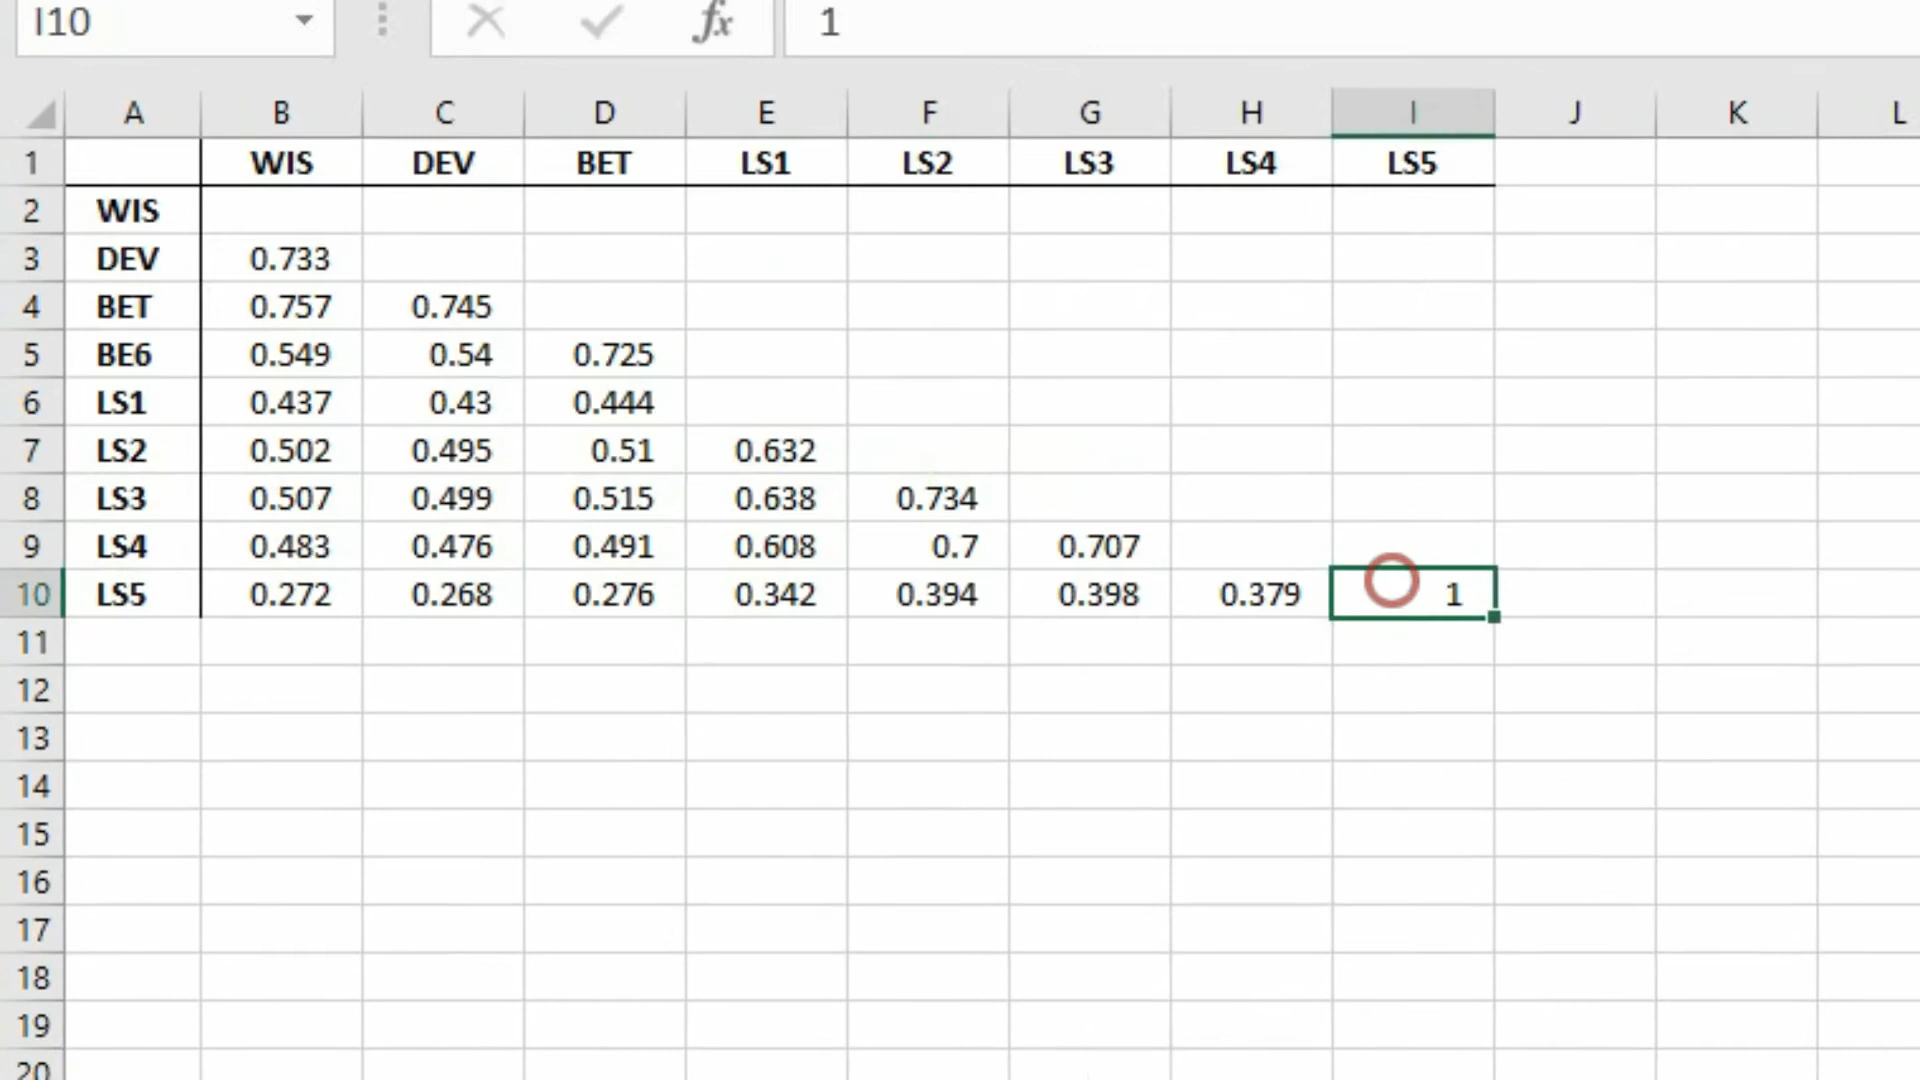 I10 fx 1
A B C D E F G H I J K L
1 WIS DEV BET LS1 LS2 LS3 LS4 LS5
2 WIS
3 DEV 0.733
4 BET 0.757 0.745
5 BE6 0.549 0.54 0.725
6 LS1 0.437 0.43 0.444
7 LS2 0.502 0.495 0.51 0.632
8 LS3 0.507 0.499 0.515 0.638 0.734
9 LS4 0.483 0.476 0.491 0.608 0.7 0.707
10 LS5 0.272 0.268 0.276 0.342 0.394 0.398 0.379 1
11
12
13
14
15
16
17
18
19
20